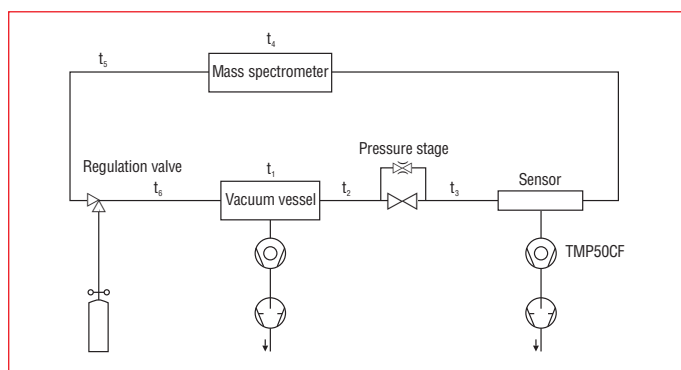 t4
t5
Mass spectrometer
Pressure stage
Regulation valve
t1
Sensor
t6
t2
t3
Vacuum vessel
TMP50CF